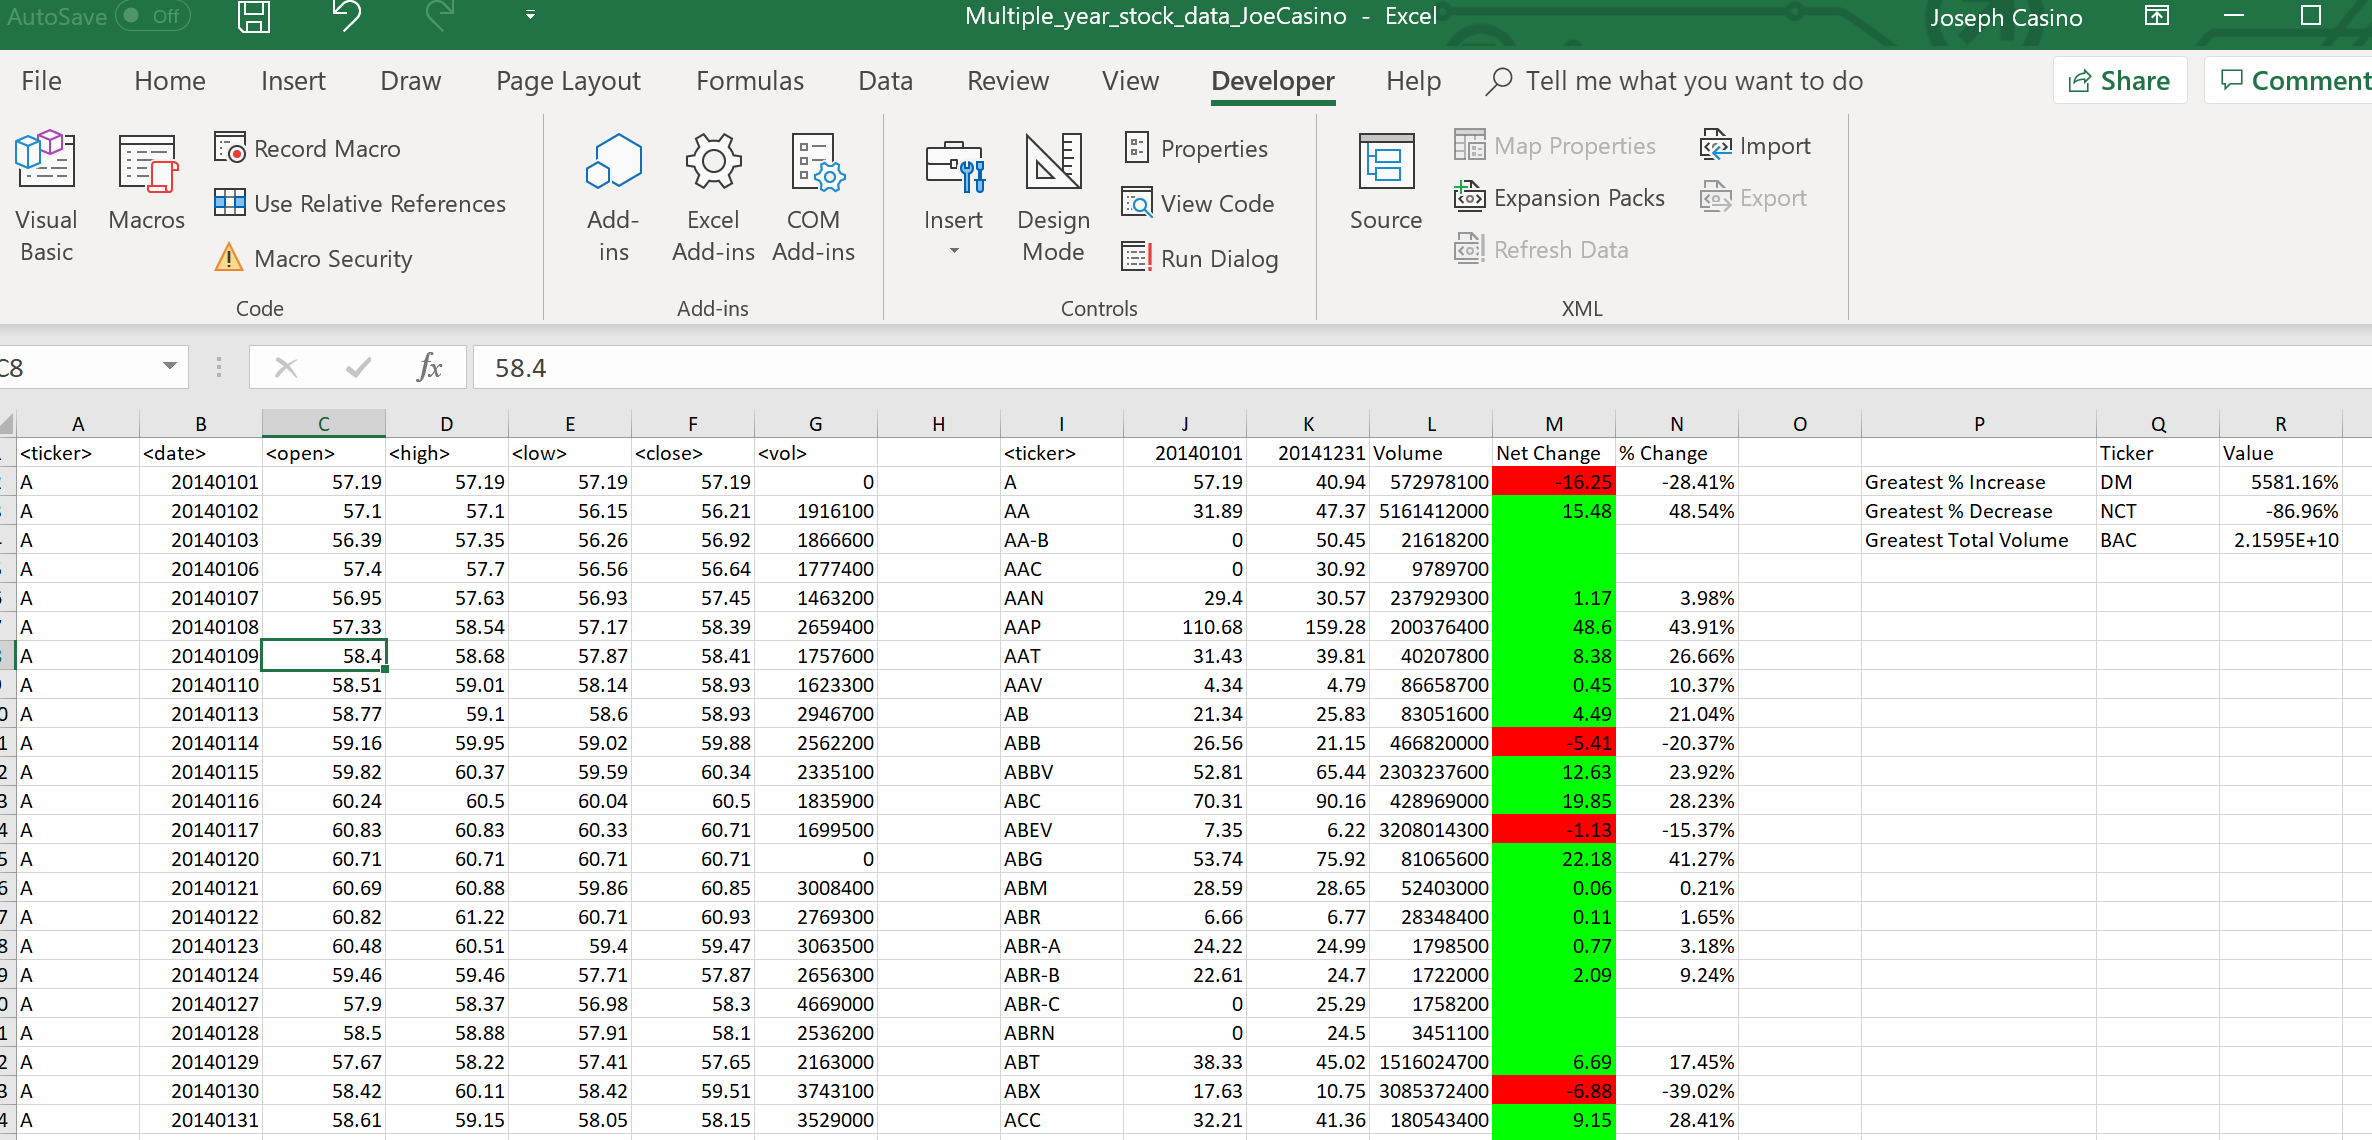 AutoSave Off Multiple_year_stock_data_JoeCasino - Excel Joseph Casino
File Home Insert Draw Page Layout Formulas Data Review View Developer Help Tell me what you want to do Share Comment
Visual Basic Macros Record Macro Use Relative References Macro Security Add-ins Excel Add-ins COM Add-ins Insert Design Mode Properties View Code Run Dialog Source Map Properties Expansion Packs Refresh Data Import Export
Code Add-ins Controls XML
C8 fx 58.4
A B C D E F G H I J K L M N O P Q R
<ticker> <date> <open> <high> <low> <close> <vol> <ticker> 20140101 20141231 Volume Net Change % Change Ticker Value
A 20140101 57.19 57.19 57.19 57.19 0 A 57.19 40.94 572978100 -16.25 -28.41% Greatest % Increase DM 5581.16%
A 20140102 57.1 57.1 56.15 56.21 1916100 AA 31.89 47.37 5161412000 15.48 48.54% Greatest % Decrease NCT -86.96%
A 20140103 56.39 57.35 56.26 56.92 1866600 AA-B 0 50.45 21618200 Greatest Total Volume BAC 2.1595E+10
A 20140106 57.4 57.7 56.56 56.64 1777400 AAC 0 30.92 9789700
A 20140107 56.95 57.63 56.93 57.45 1463200 AAN 29.4 30.57 237929300 1.17 3.98%
A 20140108 57.33 58.54 57.17 58.39 2659400 AAP 110.68 159.28 200376400 48.6 43.91%
A 20140109 58.4 58.68 57.87 58.41 1757600 AAT 31.43 39.81 40207800 8.38 26.66%
A 20140110 58.51 59.01 58.14 58.93 1623300 AAV 4.34 4.79 86658700 0.45 10.37%
A 20140113 58.77 59.1 58.6 58.93 2946700 AB 21.34 25.83 83051600 4.49 21.04%
A 20140114 59.16 59.95 59.02 59.88 2562200 ABB 26.56 21.15 466820000 -5.41 -20.37%
A 20140115 59.82 60.37 59.59 60.34 2335100 ABBV 52.81 65.44 2303237600 12.63 23.92%
A 20140116 60.24 60.5 60.04 60.5 1835900 ABC 70.31 90.16 428969000 19.85 28.23%
A 20140117 60.83 60.83 60.33 60.71 1699500 ABEV 7.35 6.22 3208014300 -1.13 -15.37%
A 20140120 60.71 60.71 60.71 60.71 0 ABG 53.74 75.92 81065600 22.18 41.27%
A 20140121 60.69 60.88 59.86 60.85 3008400 ABM 28.59 28.65 52403000 0.06 0.21%
A 20140122 60.82 61.22 60.71 60.93 2769300 ABR 6.66 6.77 28348400 0.11 1.65%
A 20140123 60.48 60.51 59.4 59.47 3063500 ABR-A 24.22 24.99 1798500 0.77 3.18%
A 20140124 59.46 59.46 57.71 57.87 2656300 ABR-B 22.61 24.7 1722000 2.09 9.24%
A 20140127 57.9 58.37 56.98 58.3 4669000 ABR-C 0 25.29 1758200
A 20140128 58.5 58.88 57.91 58.1 2536200 ABRN 0 24.5 3451100
A 20140129 57.67 58.22 57.41 57.65 2163000 ABT 38.33 45.02 1516024700 6.69 17.45%
A 20140130 58.42 60.11 58.42 59.51 3743100 ABX 17.63 10.75 3085372400 -6.88 -39.02%
A 20140131 58.61 59.15 58.05 58.15 3529000 ACC 32.21 41.36 180543400 9.15 28.41%